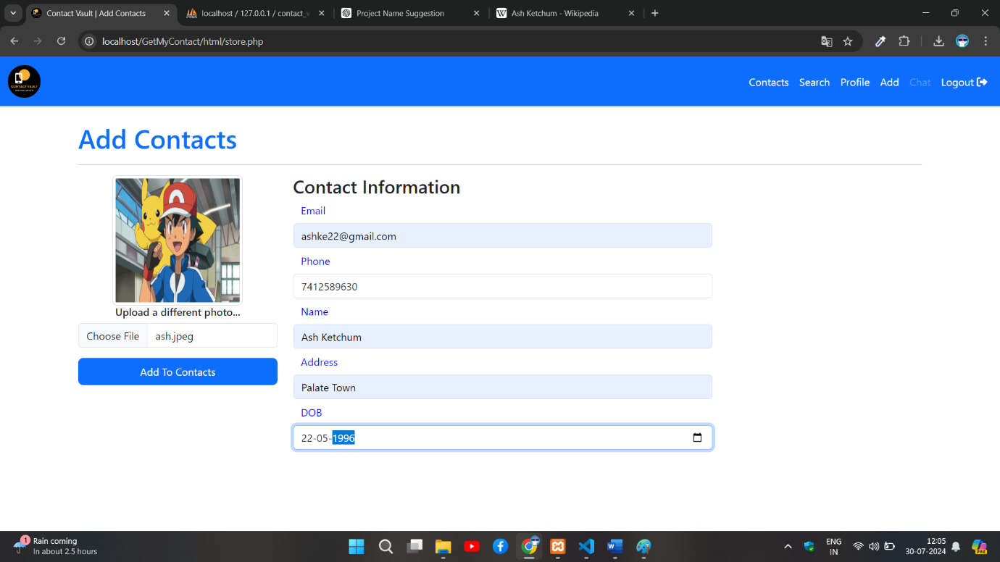 Contact Vault | Add Contacts
localhost / 127.0.0.1 / contact_v
Project Name Suggestion
Ash Ketchum - Wikipedia
localhost/GetMyContact/html/store.php
CONTACT VAULT
Contacts Search Profile Add Chat Logout
Add Contacts
Contact Information
Email
ashke22@gmail.com
Phone
7412589630
Upload a different photo...
Name
Choose File ash.jpeg
Ash Ketchum
Address
Add To Contacts
Palate Town
DOB
22-05-1996
1
Rain coming
In about 2.5 hours
ENG
IN
12:05
30-07-2024
PRE